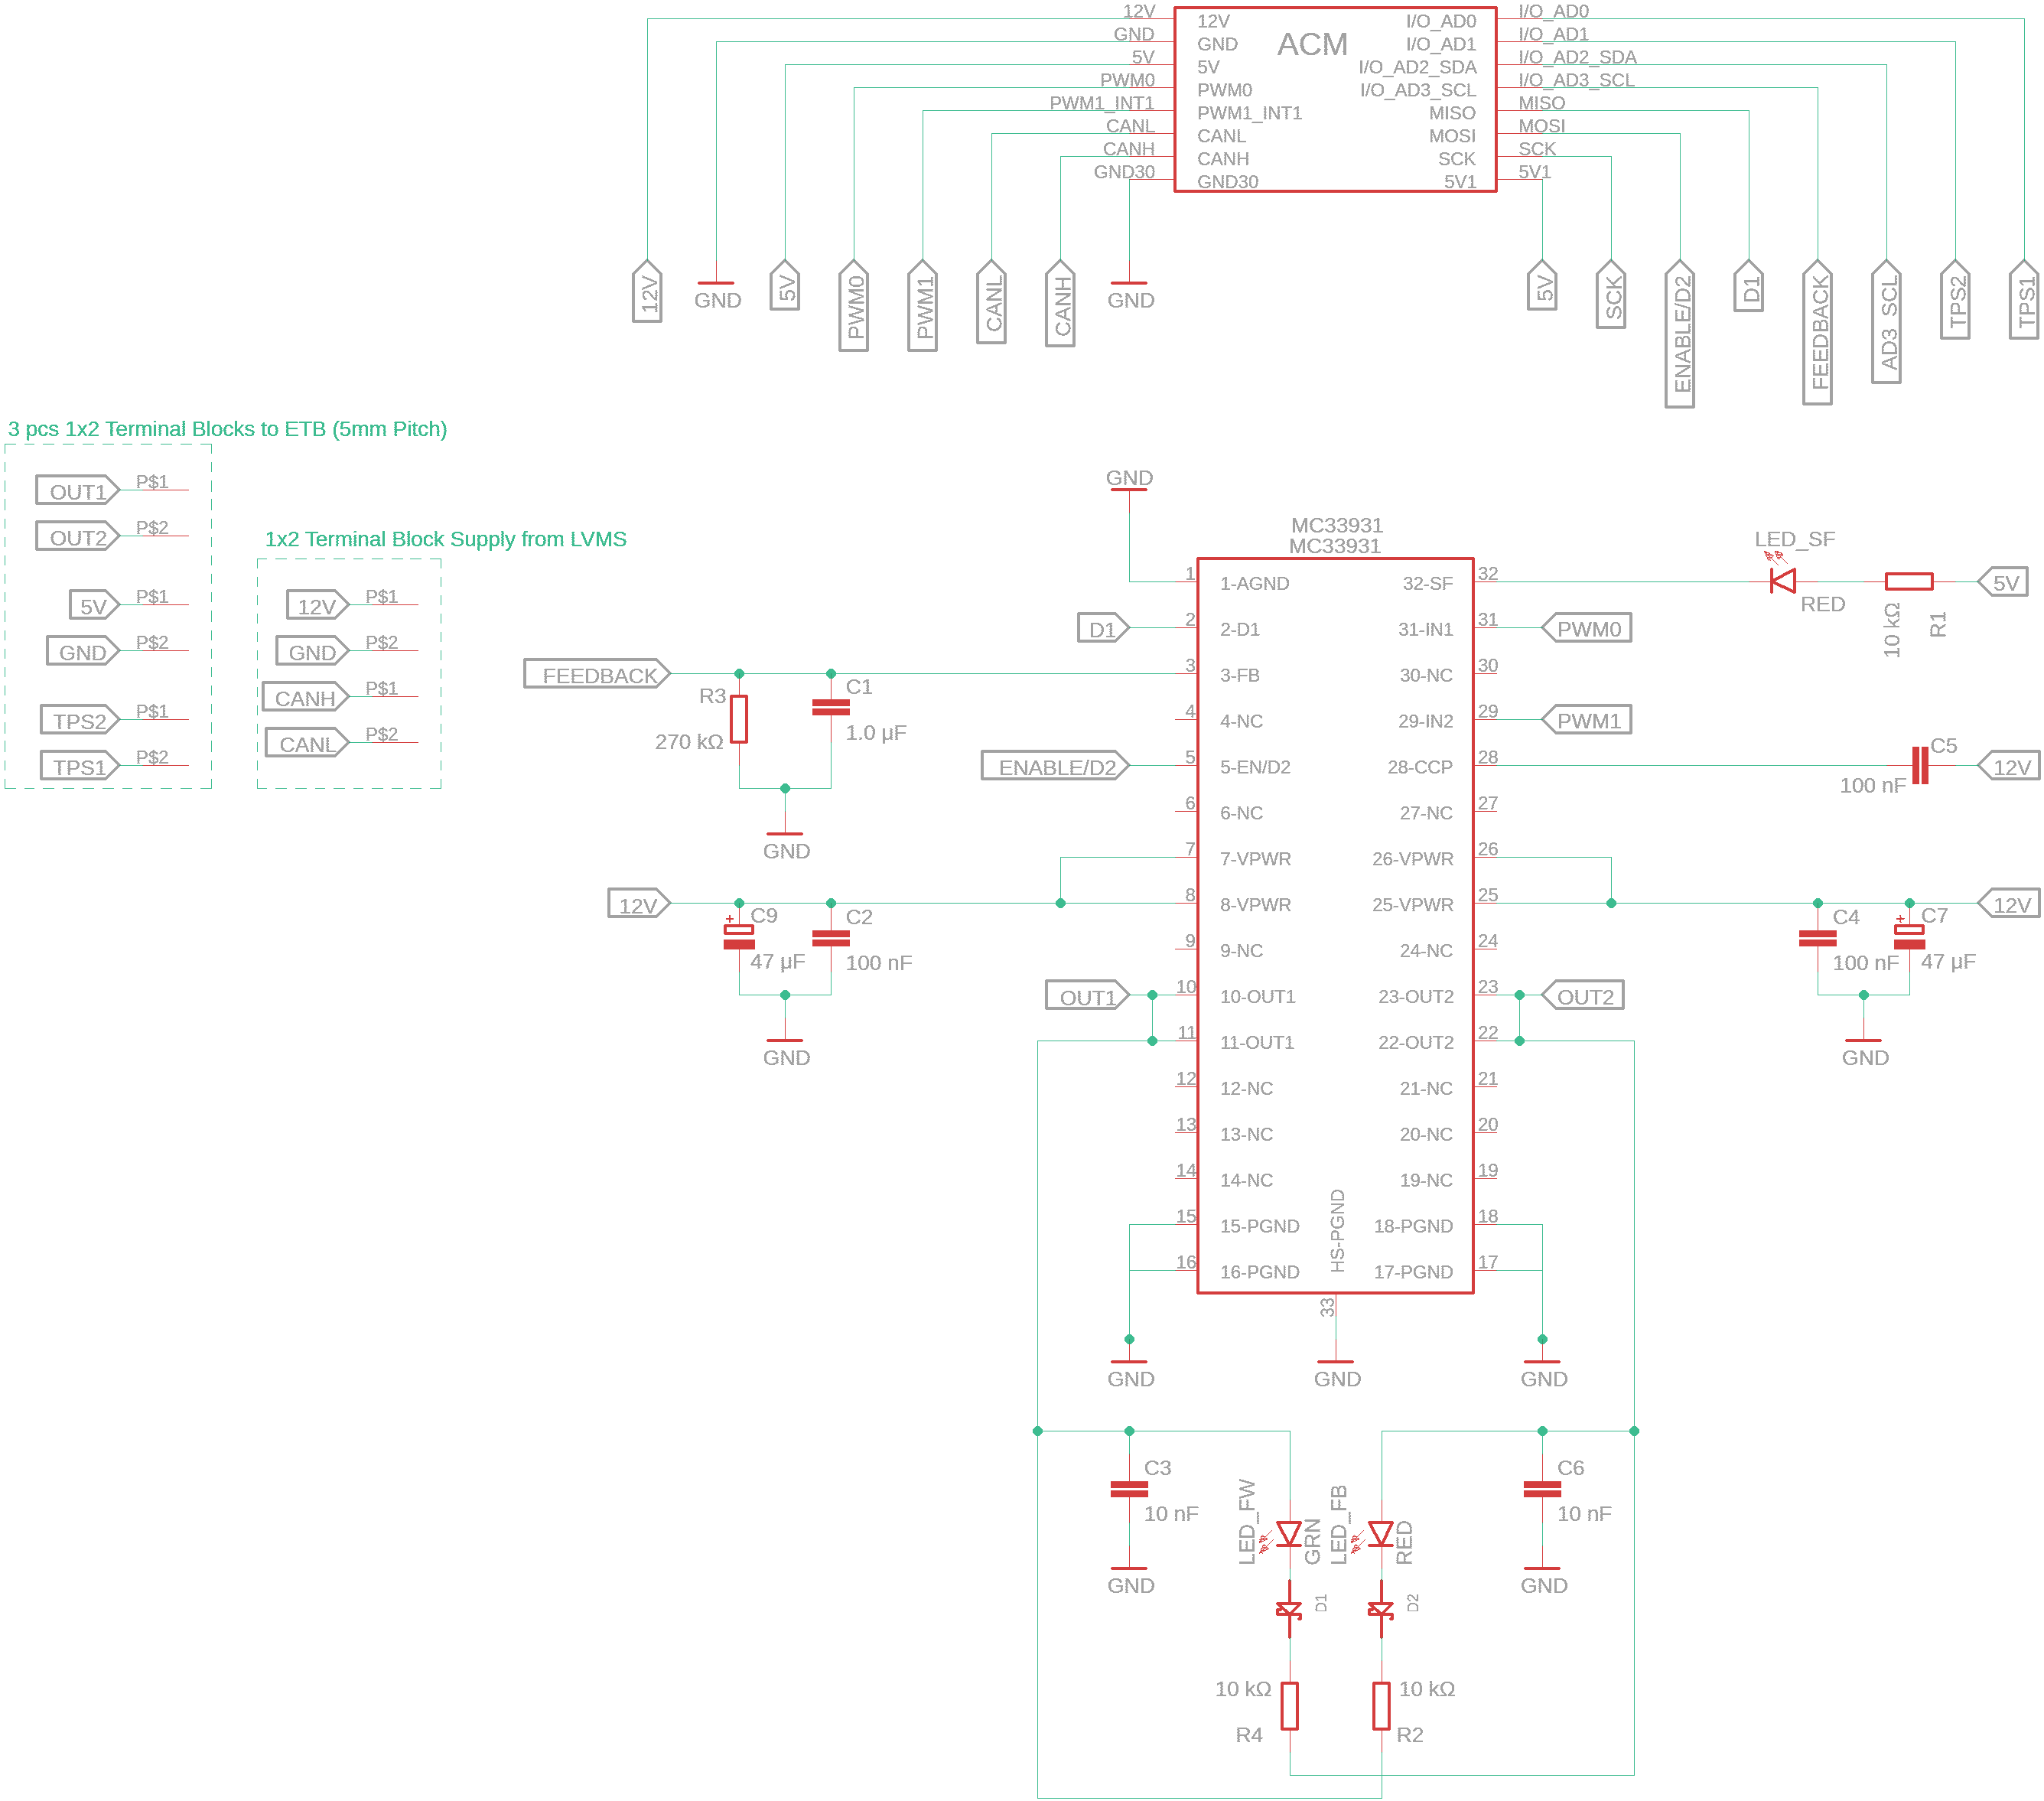 12V
GND
5V
PWM0
PWM1_INT1
CANL
CANH
GND30
12V
GND
5V
PWM0
PWM1_INT1
CANL
CANH
GND30
ACM
I/O_AD0
I/O_AD1
I/O_AD2_SDA
I/O_AD3_SCL
MISO
MOSI
SCK
5V1
I/O_AD0
I/O_AD1
I/O_AD2_SDA
I/O_AD3_SCL
MISO
MOSI
SCK
5V1
12V
GND
5V
PWM0
PWM1
CANL
CANH
GND
5V
SCK
ENABLE/D2
D1
FEEDBACK
AD3 SCL
TPS2
TPS1
3 pcs 1x2 Terminal Blocks to ETB (5mm Pitch)
OUT1 P$1
OUT2 P$2
5V P$1
GND P$2
TPS2 P$1
TPS1 P$2
1x2 Terminal Block Supply from LVMS
12V P$1
GND P$2
CANH P$1
CANL P$2
GND
MC33931
MC33931
1 1-AGND
D1 2 2-D1
FEEDBACK 3 3-FB
4 4-NC
ENABLE/D2 5 5-EN/D2
6 6-NC
7 7-VPWR
12V 8 8-VPWR
9 9-NC
OUT1 10 10-OUT1
11 11-OUT1
12 12-NC
13 13-NC
14 14-NC
15 15-PGND
16 16-PGND
32-SF 32
31-IN1 31 PWM0
30-NC 30
29-IN2 29 PWM1
28-CCP 28
27-NC 27
26-VPWR 26
25-VPWR 25
24-NC 24
23-OUT2 23 OUT2
22-OUT2 22
21-NC 21
20-NC 20
19-NC 19
18-PGND 18
17-PGND 17
HS-PGND
33
LED_SF
RED
10 kΩ
R1
5V
R3
270 kΩ
C1
1.0 µF
GND
C5
100 nF
12V
+
C9
47 µF
C2
100 nF
GND
C4
100 nF
+
C7
47 µF
12V
GND
GND
GND
GND
C3
10 nF
GND
LED_FW
GRN
LED_FB
RED
C6
10 nF
GND
D1
D2
10 kΩ
R4
10 kΩ
R2